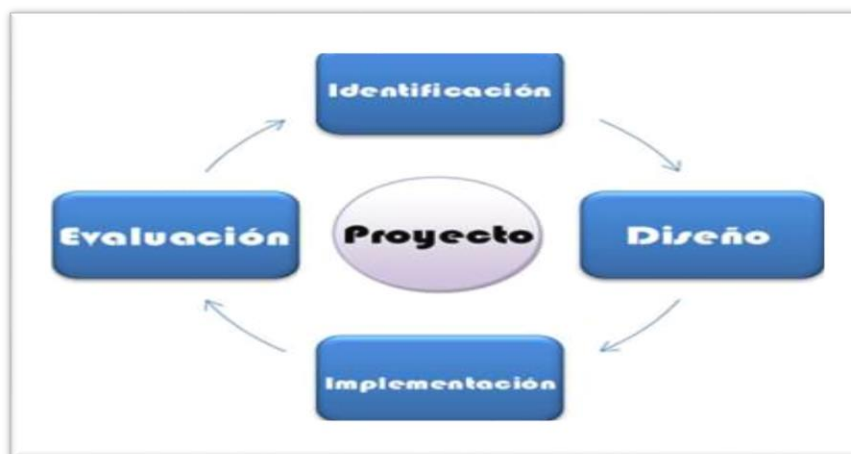 Identificación
Evaluación
Proyecto
Diseño
Implementación